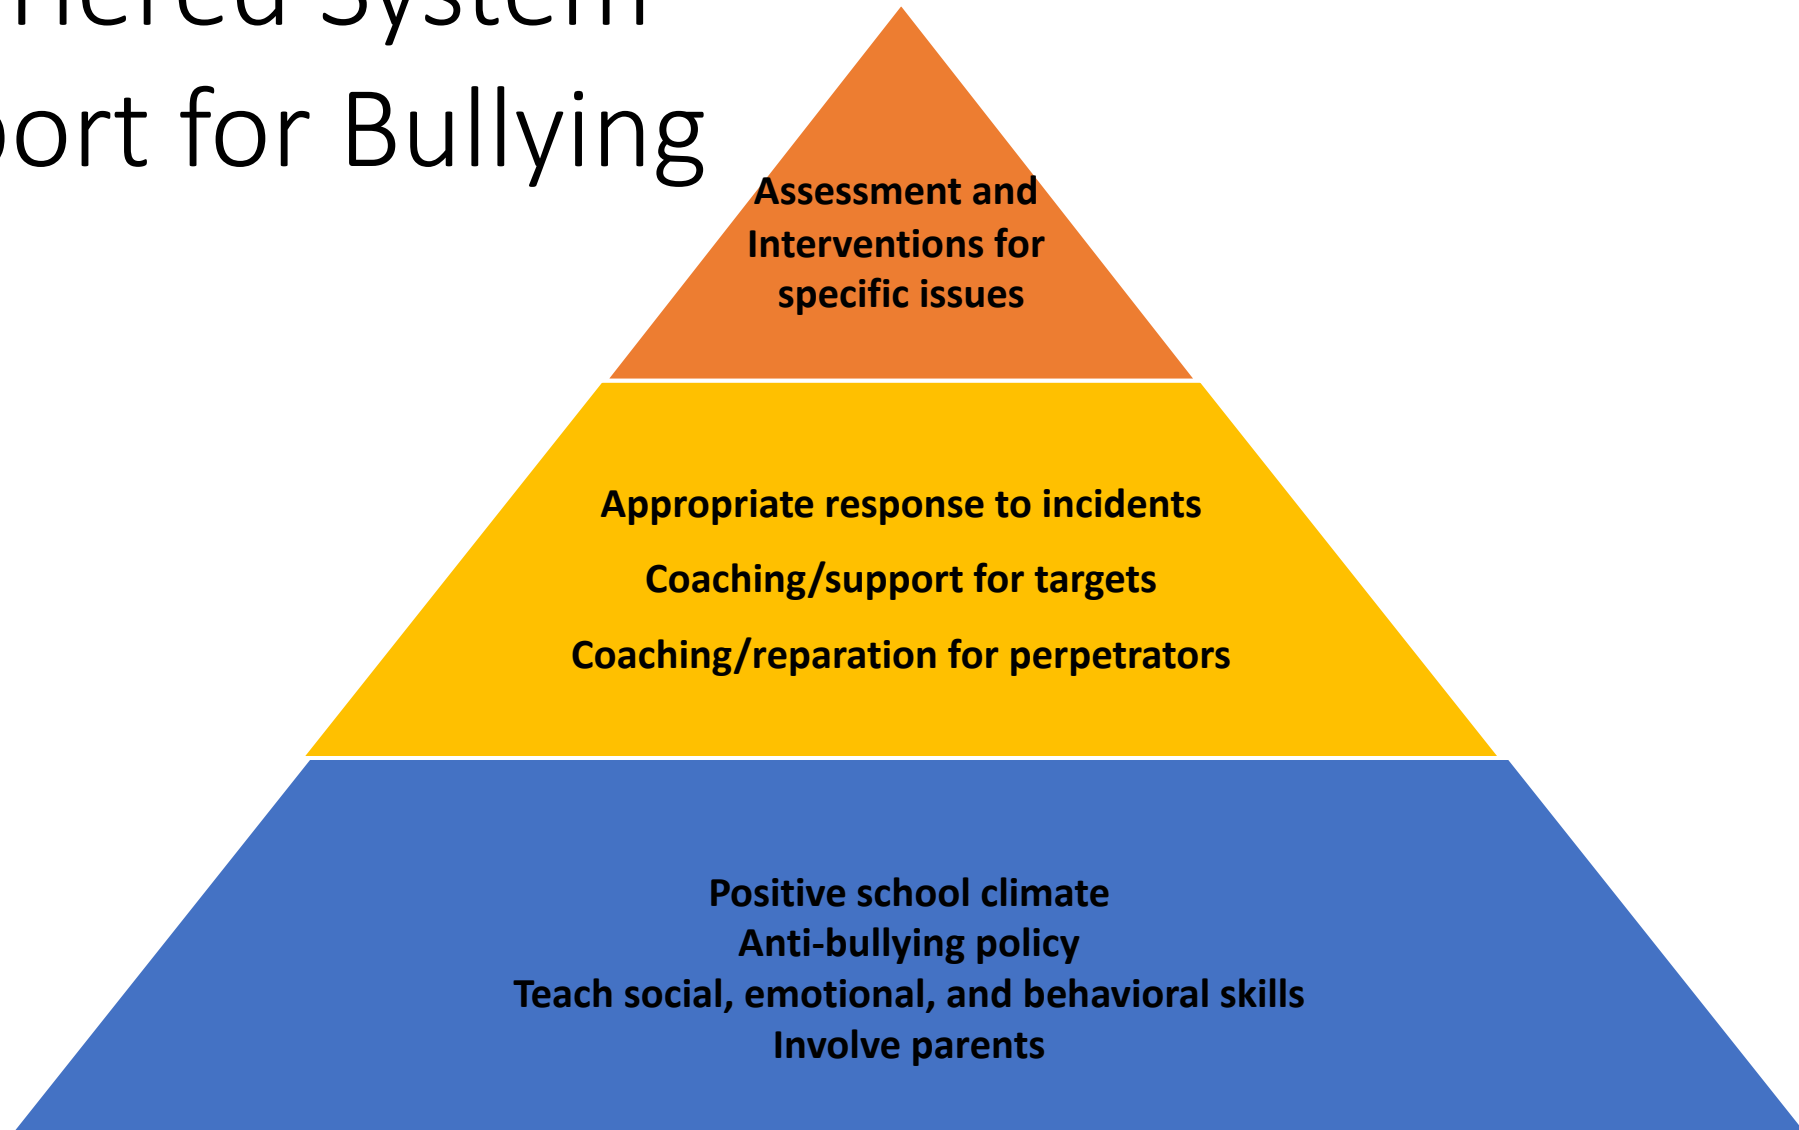 System
for Bullying
Assessment and
Interventions for
specific issues
Appropriate response to incidents
Coaching/support for targets
Coaching/reparation for perpetrators
Positive school climate
Anti-bullying policy
Teach social, emotional, and behavioral skills
Involve parents